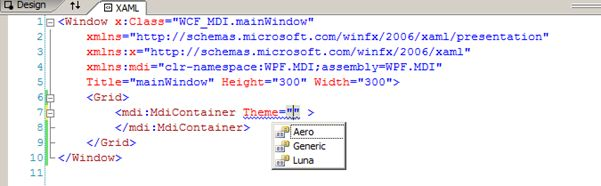 Design XAML
1 <Window x:Class="WCF_MDI.mainWindow"
2 xmlns="http://schemas.microsoft.com/winfx/2006/xaml/presentation"
3 xmlns:x="http://schemas.microsoft.com/winfx/2006/xaml"
4 xmlns:mdi="clr-namespace:WPF.MDI;assembly=WPF.MDI"
5 Title="mainWindow" Height="300" Width="300">
6 <Grid>
7 <mdi:MdiContainer Theme="" >
8 </mdi:MdiContainer>
Aero
9 </Grid>
Generic
10 </Window>
Luna
11